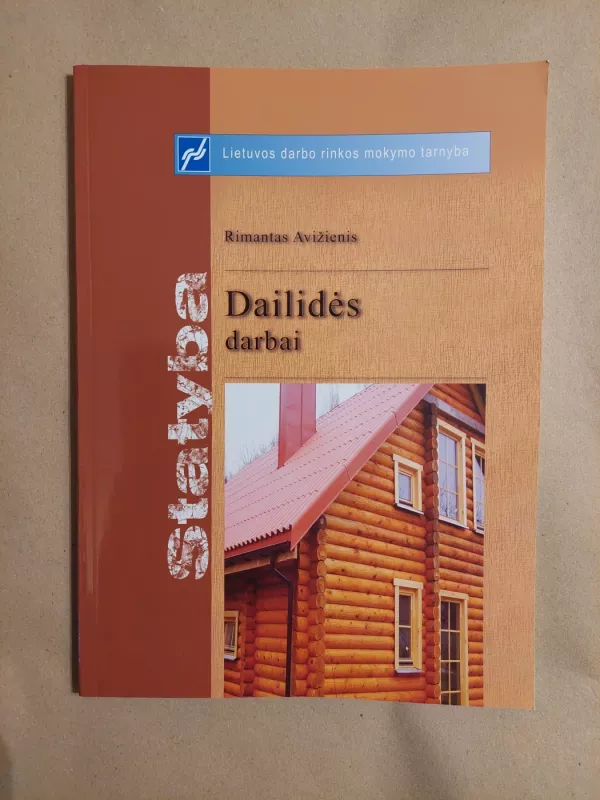 Lietuvos darbo rinkos mokymo tarnyba
Rimantas Avižienis
Dailidės
darbai
Statyba